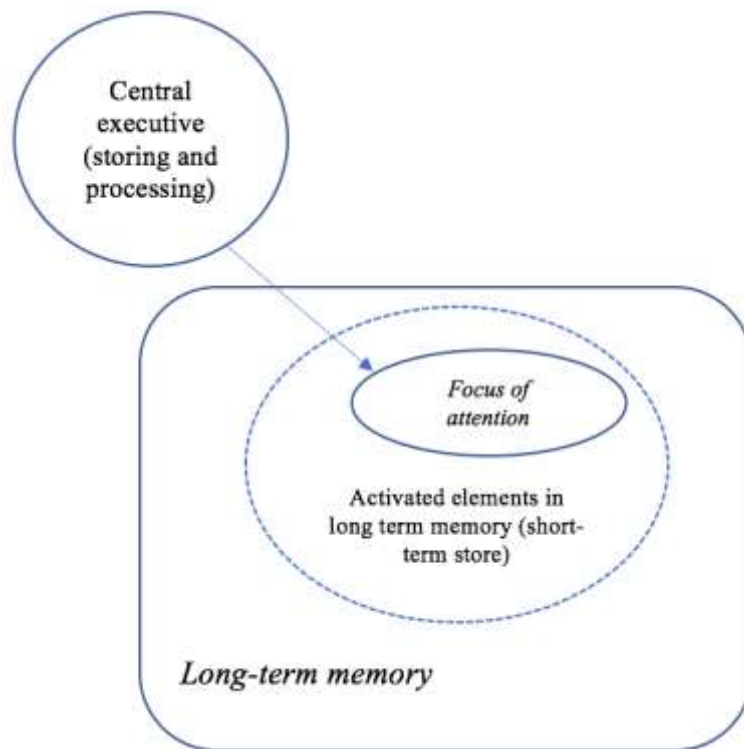 Central
executive
(storing and
processing)
Focus of
attention
Activated elements in
long term memory (short-
term store)
Long-term memory